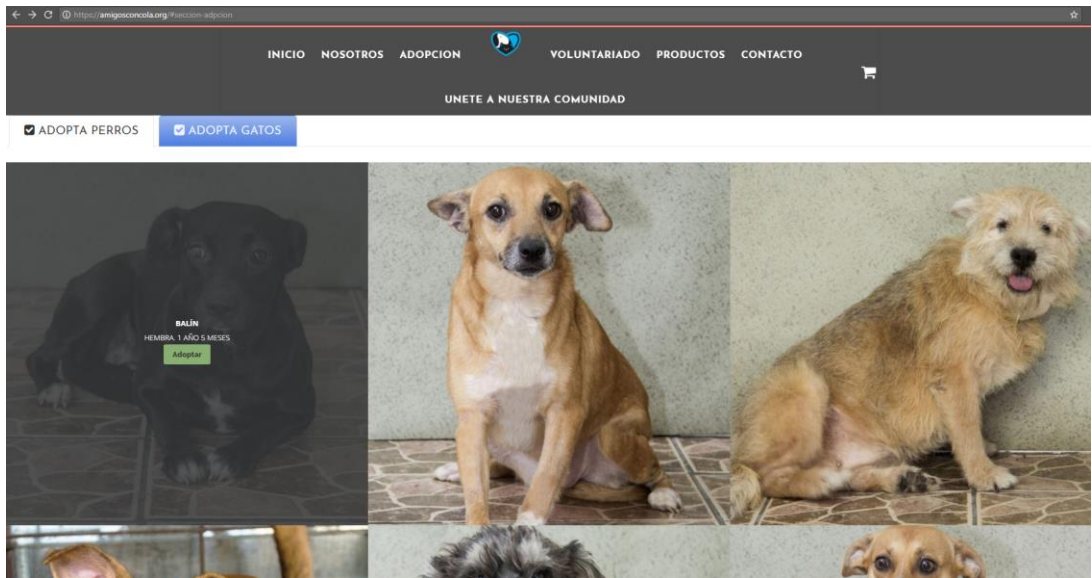 https://amigosconcola.org/#seccion-adpcion
INICIO NOSOTROS ADOPCION VOLUNTARIADO PRODUCTOS CONTACTO
UNETE A NUESTRA COMUNIDAD
ADOPTA PERROS ADOPTA GATOS
BALÍN
HEMBRA. 1 AÑO 5 MESES
Adoptar